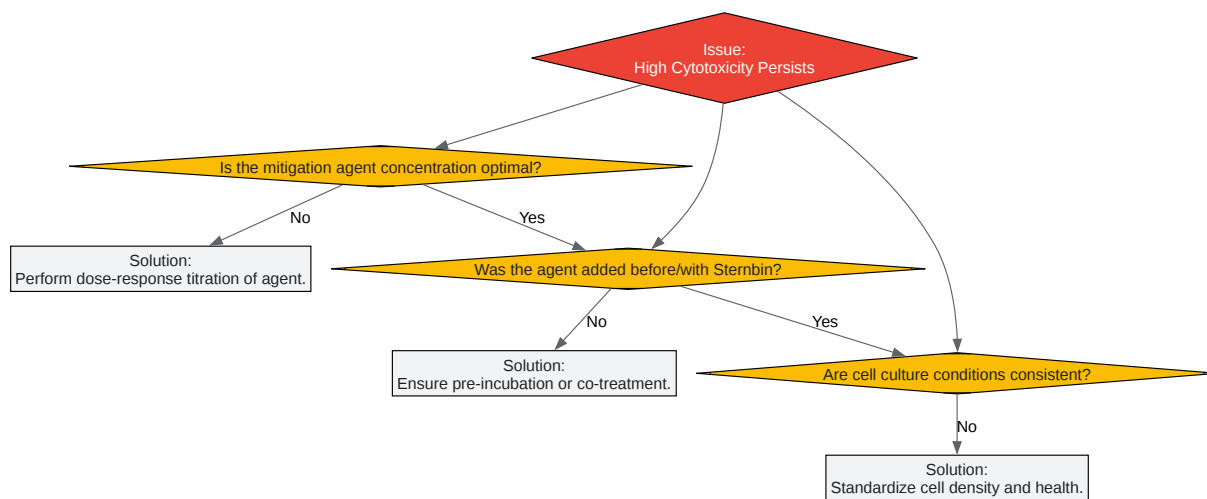 Issue:
High Cytotoxicity Persists
Is the mitigation agent concentration optimal?
No
Yes
Solution:
Perform dose-response titration of agent.
Was the agent added before/with Sternbin?
No
Yes
Solution:
Ensure pre-incubation or co-treatment.
Are cell culture conditions consistent?
No
Solution:
Standardize cell density and health.